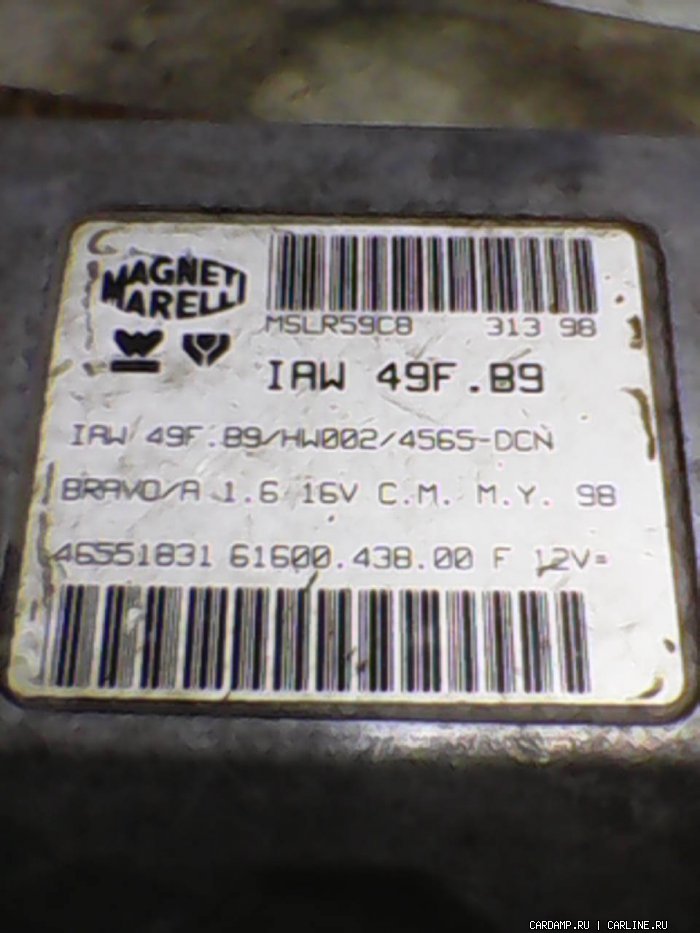 MAGNETI
MARELLI
MSLR59C8 313 98
IAW 49F.B9
IAW 49F.B9/HW002/4565-DCN
BRAVO/A 1.6 16V C.M. M.Y. 98
46551831 61600.438.00 F 12V=
CARDAMP.RU | CARLINE.RU